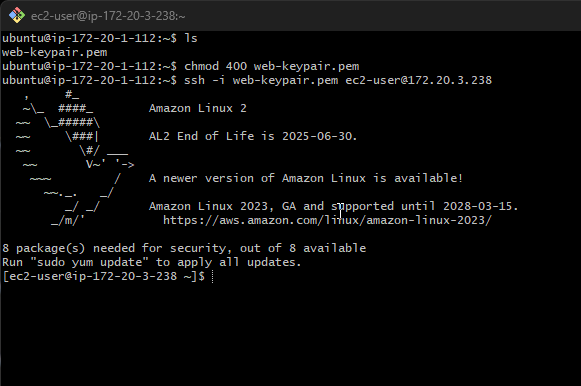 ec2-user@ip-172-20-3-238:~
ubuntu@ip-172-20-1-112:~$ ls
web-keypair.pem
ubuntu@ip-172-20-1-112:~$ chmod 400 web-keypair.pem
ubuntu@ip-172-20-1-112:~$ ssh -i web-keypair.pem ec2-user@172.20.3.238
   ,     #_
   ~\_  ####_        Amazon Linux 2
  ~~  \_#####\
  ~~     \###|       AL2 End of Life is 2025-06-30.
  ~~       \#/ ___
   ~~       V~' '->
    ~~~         /    A newer version of Amazon Linux is available!
      ~~._.   _/
         _/ _/       Amazon Linux 2023, GA and supported until 2028-03-15.
       _/m/'           https://aws.amazon.com/linux/amazon-linux-2023/
8 package(s) needed for security, out of 8 available
Run "sudo yum update" to apply all updates.
[ec2-user@ip-172-20-3-238 ~]$